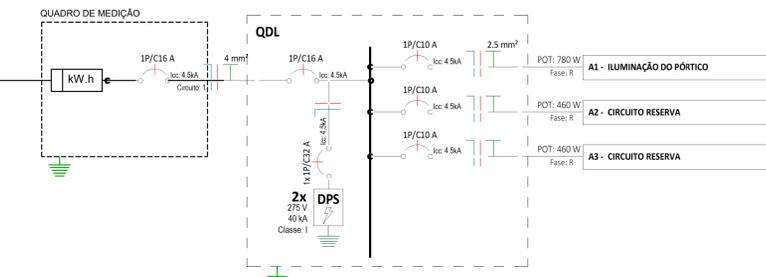 QUADRO DE MEDIÇÃO
kW.h
1P/C16 A
Icc: 4.5kA
Circuito: 1
4 mm²
QDL
1P/C16 A
Icc: 4.5kA
Icc: 4.5kA
1x 1P/C32 A
2x
275 V
40 kA
Classe: I
DPS
1P/C10 A
Icc: 4.5kA
2.5 mm²
POT: 780 W
Fase: R
A1 - ILUMINAÇÃO DO PÓRTICO
1P/C10 A
Icc: 4.5kA
POT: 460 W
Fase: R
A2 - CIRCUITO RESERVA
1P/C10 A
Icc: 4.5kA
POT: 460 W
Fase: R
A3 - CIRCUITO RESERVA